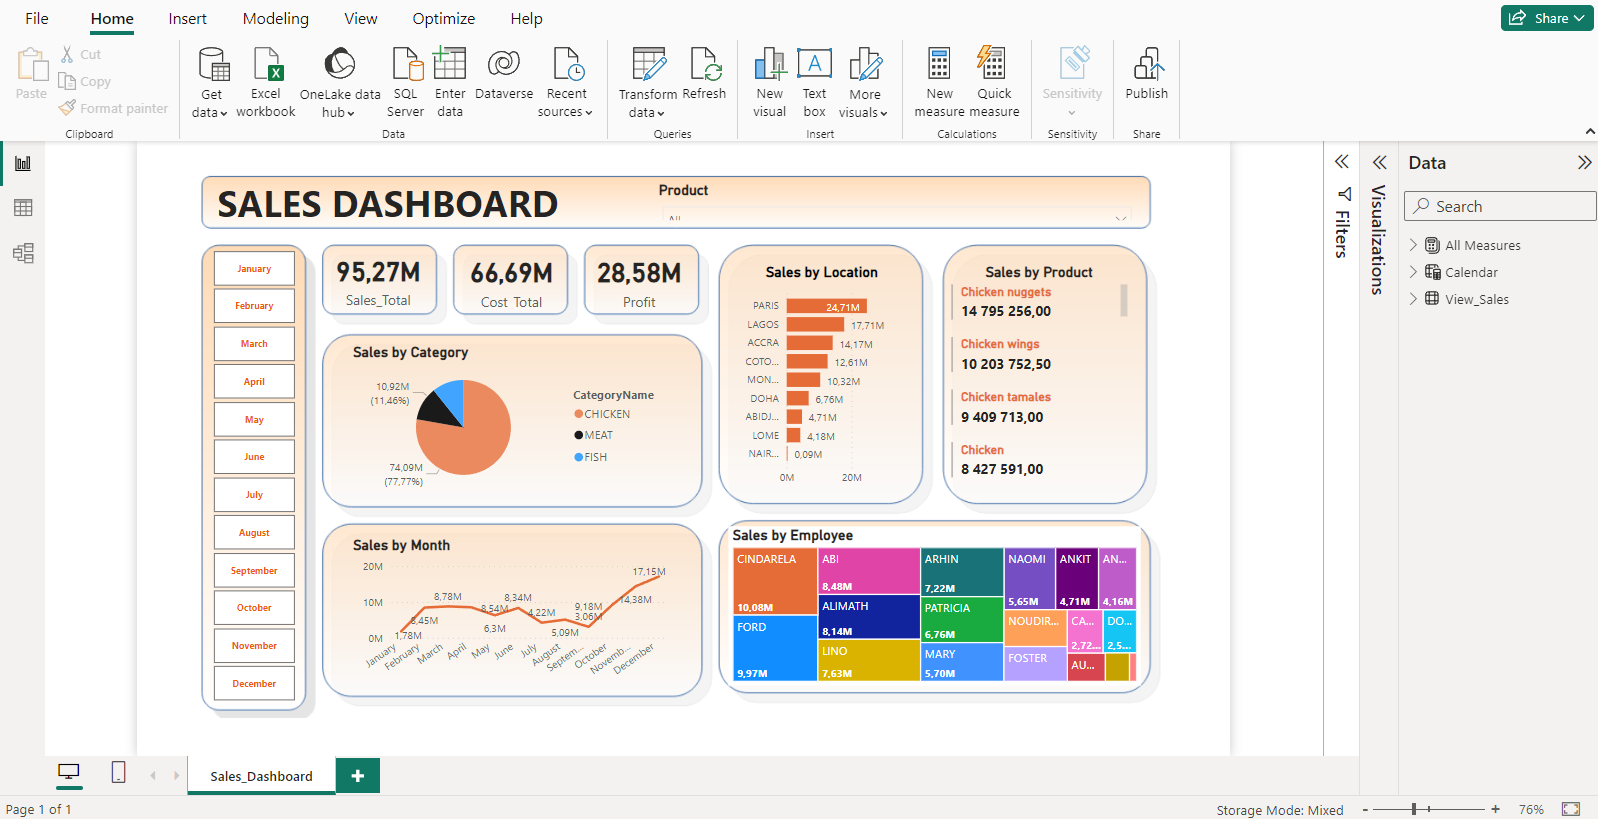 File Home Insert Modeling View Optimize Help Share
Paste
Cut
Copy
Format painter
Clipboard
Get data
Excel workbook
OneLake data hub
SQL Server
Enter data
Dataverse
Recent sources
Data
Transform data
Refresh
Queries
New visual
Text box
More visuals
Insert
New measure
Quick measure
Calculations
Sensitivity
Sensitivity
Publish
Share
SALES DASHBOARD
Product
January
February
March
April
May
June
July
August
September
October
November
December
95,27M
Sales_Total
66,69M
Cost Total
28,58M
Profit
Sales by Category
10,92M
(11,46%)
74,09M
(77,77%)
CategoryName
CHICKEN
MEAT
FISH
Sales by Location
PARIS 24,71M
LAGOS 17,71M
ACCRA 14,17M
COTO... 12,61M
MON... 10,32M
DOHA 6,76M
ABIDJ... 4,71M
LOME 4,18M
NAIR... 0,09M
0M 20M
Sales by Product
Chicken nuggets
14 795 256,00
Chicken wings
10 203 752,50
Chicken tamales
9 409 713,00
Chicken
8 427 591,00
Sales by Month
20M
10M
0M
1,78M
8,45M
8,78M
6,3M
8,54M
8,34M
4,22M
5,09M
3,06M
9,18M
14,38M
17,15M
January
February
March
April
May
June
July
August
Septem...
October
Novemb...
December
Sales by Employee
CINDARELA
10,08M
FORD
9,97M
ABI
8,48M
ALIMATH
8,14M
LINO
7,63M
ARHIN
7,22M
PATRICIA
6,76M
MARY
5,70M
NAOMI
5,65M
ANKIT
4,71M
AN...
4,16M
NOUDIR...
FOSTER
CA...
2,72...
DO...
2,5...
AU...
Filters
Visualizations
Data
Search
All Measures
Calendar
View_Sales
Sales_Dashboard
Page 1 of 1
Storage Mode: Mixed
- + 76%